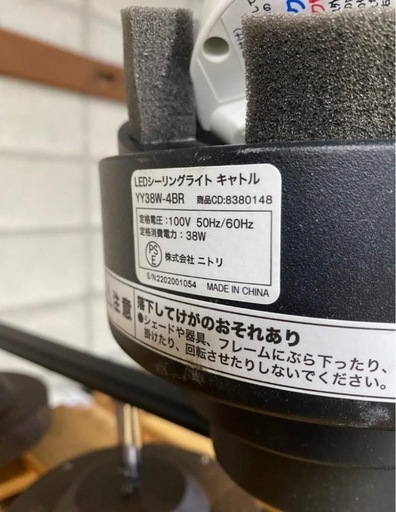 LEDシーリングライト キャトル
YY38W-4BR 商品CD:8380148
定格電圧:100V 50Hz/60Hz
定格消費電力:38W
PS
E
株式会社 ニトリ
S/N:2202001054 MADE IN CHINA
注意
落下してけがのおそれあり
●シェードや器具、フレームにぶら下ったり、
掛けたり、回転させたりしないでください。